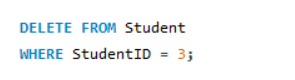 DELETE FROM Student
WHERE StudentID = 3;